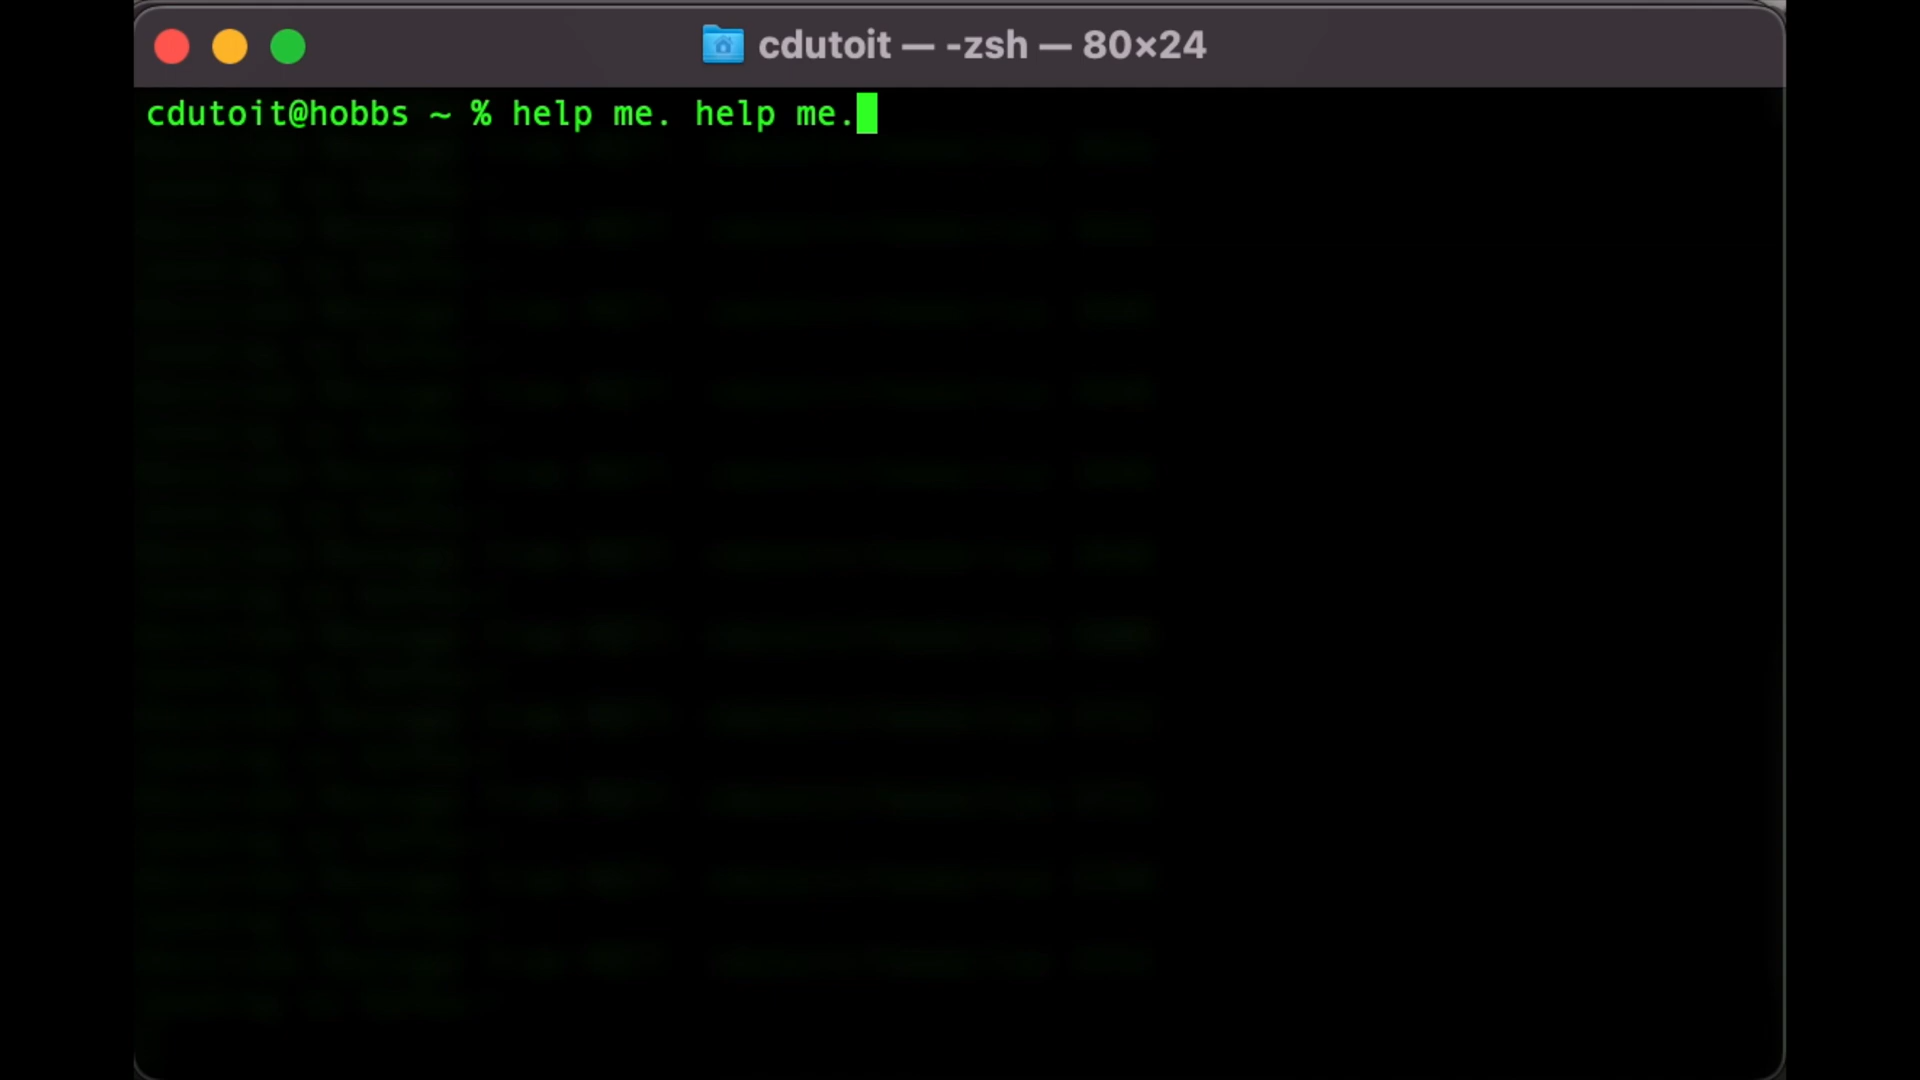 cdutoit — -zsh — 80×24
cdutoit@hobbs ~ % help me. help me.